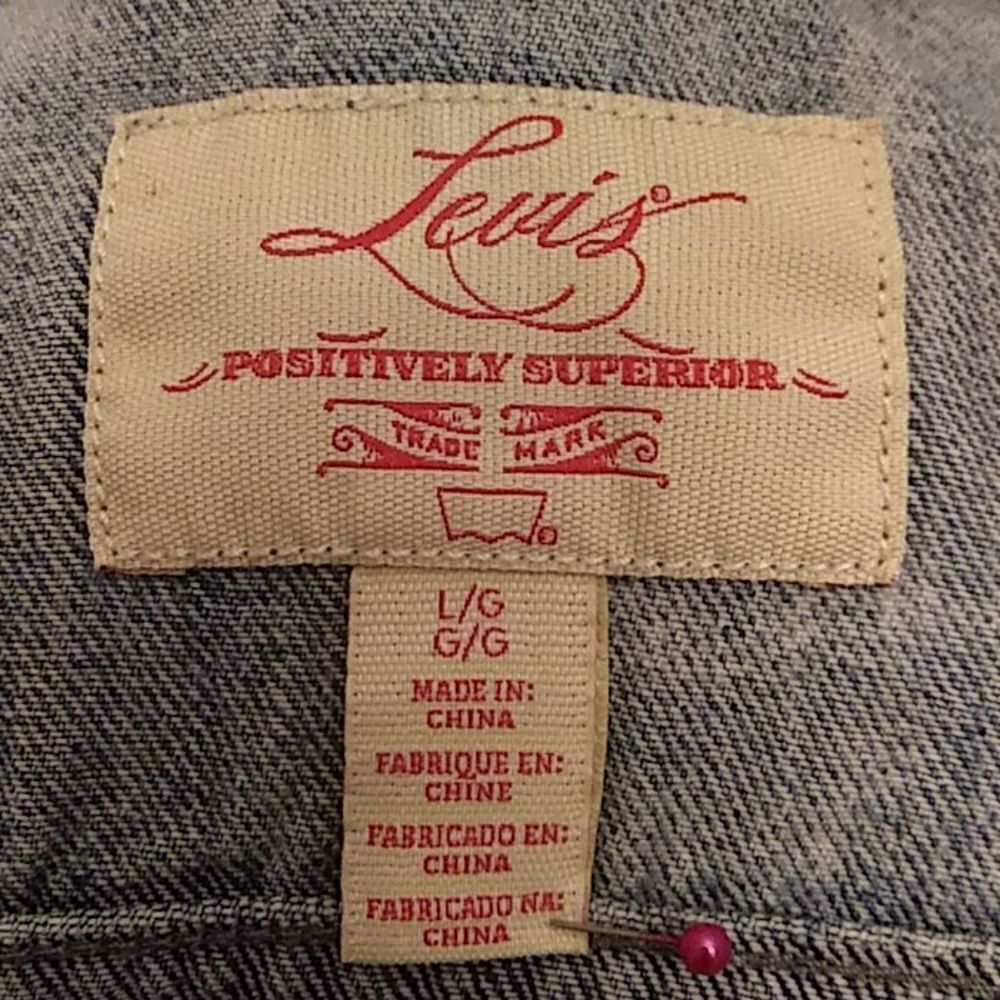 Levi's®
POSITIVELY SUPERIOR
TRADE MARK
®
L/G
G/G
MADE IN:
CHINA
FABRIQUE EN:
CHINE
FABRICADO EN:
CHINA
FABRICADO NA:
CHINA